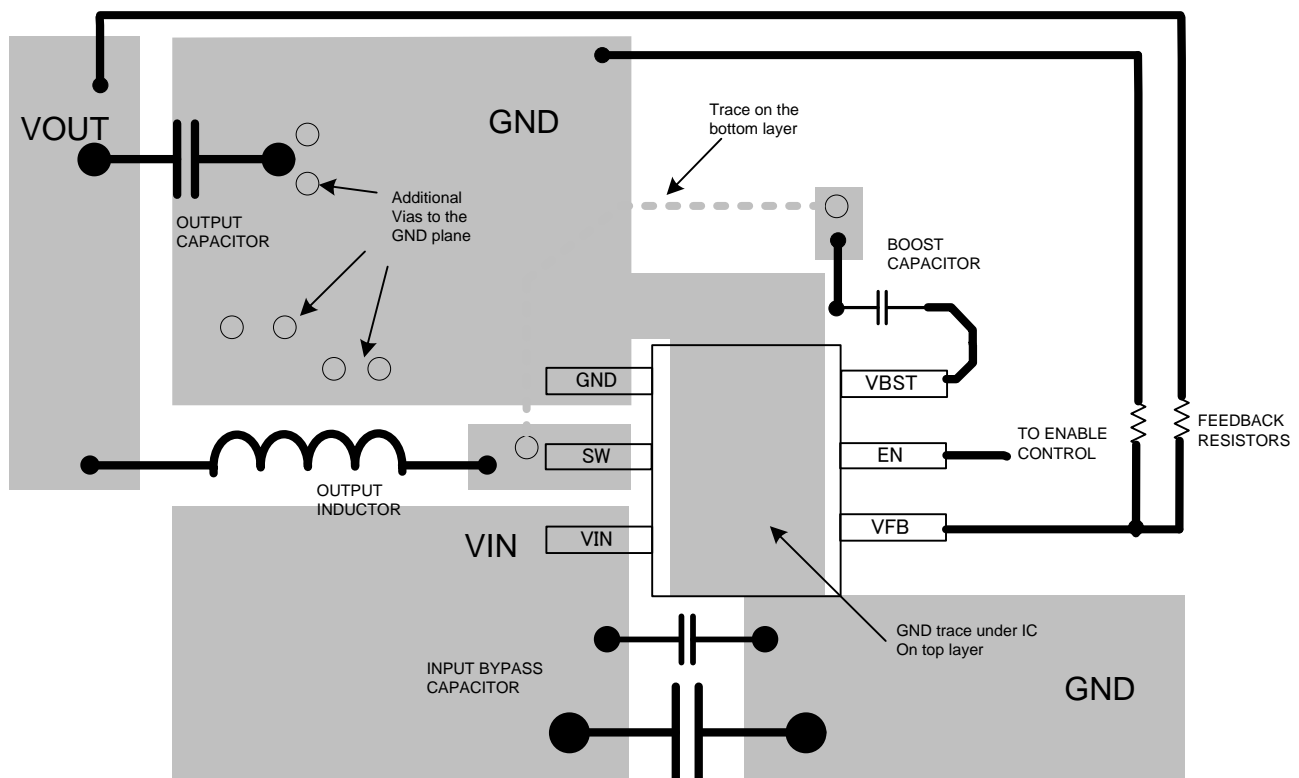 Trace on the
bottom layer
VOUT
GND
Additional
Vias to the
GND plane
OUTPUT
CAPACITOR
BOOST
CAPACITOR
GND
VBST
TO ENABLE
CONTROL
FEEDBACK
RESISTORS
SW
EN
OUTPUT
INDUCTOR
VIN
VIN
VFB
GND trace under IC
On top layer
INPUT BYPASS
CAPACITOR
GND